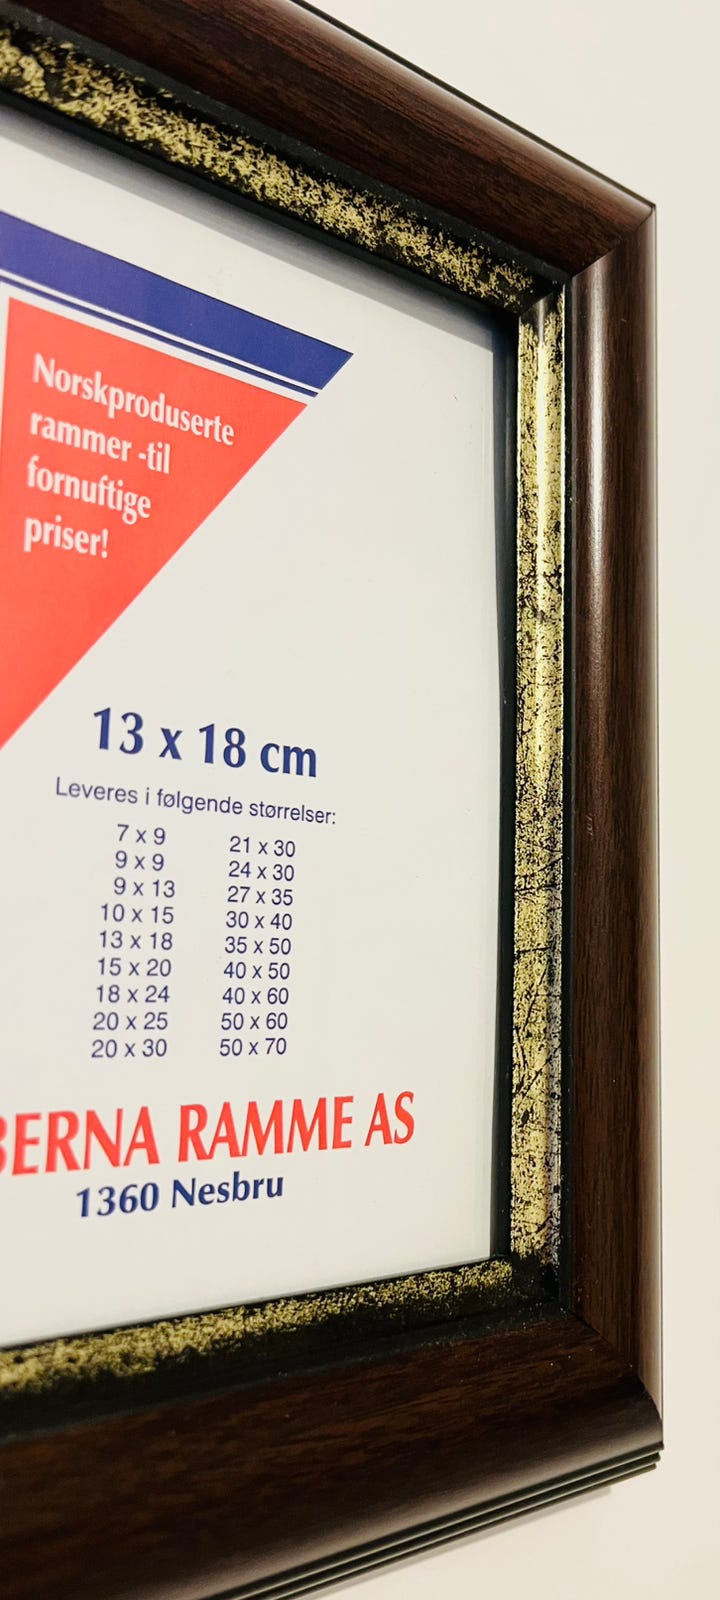 Norskproduserte
rammer -til
fornuftige
priser!
13 x 18 cm
Leveres i følgende størrelser:
7 x 9
9 x 9
9 x 13
10 x 15
13 x 18
15 x 20
18 x 24
20 x 25
20 x 30
21 x 30
24 x 30
27 x 35
30 x 40
35 x 50
40 x 50
40 x 60
50 x 60
50 x 70
BERNA RAMME AS
1360 Nesbru